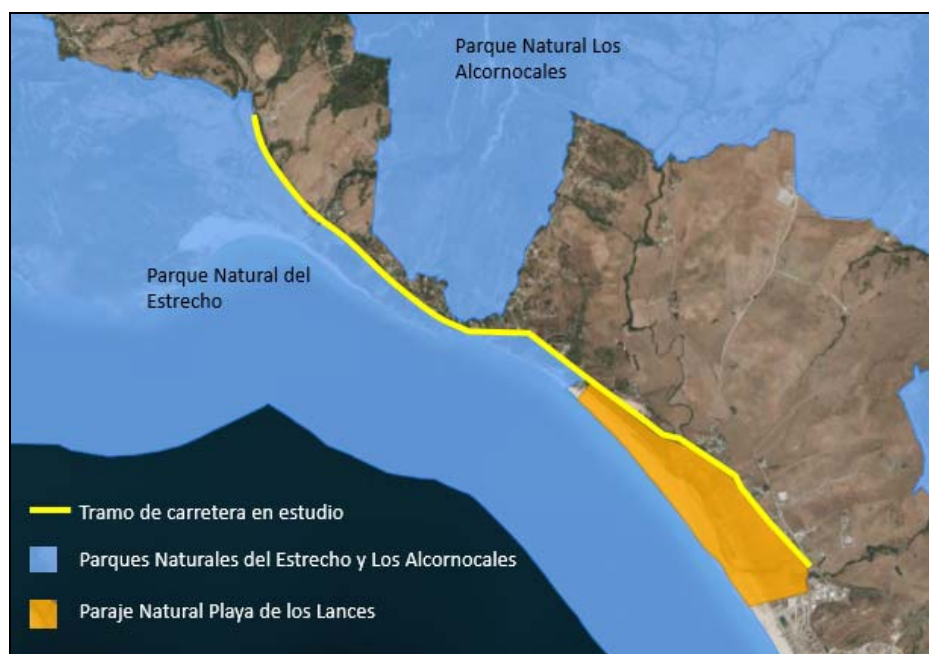 Parque Natural Los
Alcornocales
Parque Natural del
Estrecho
Tramo de carretera en estudio
Parques Naturales del Estrecho y Los Alcornocales
Paraje Natural Playa de los Lances